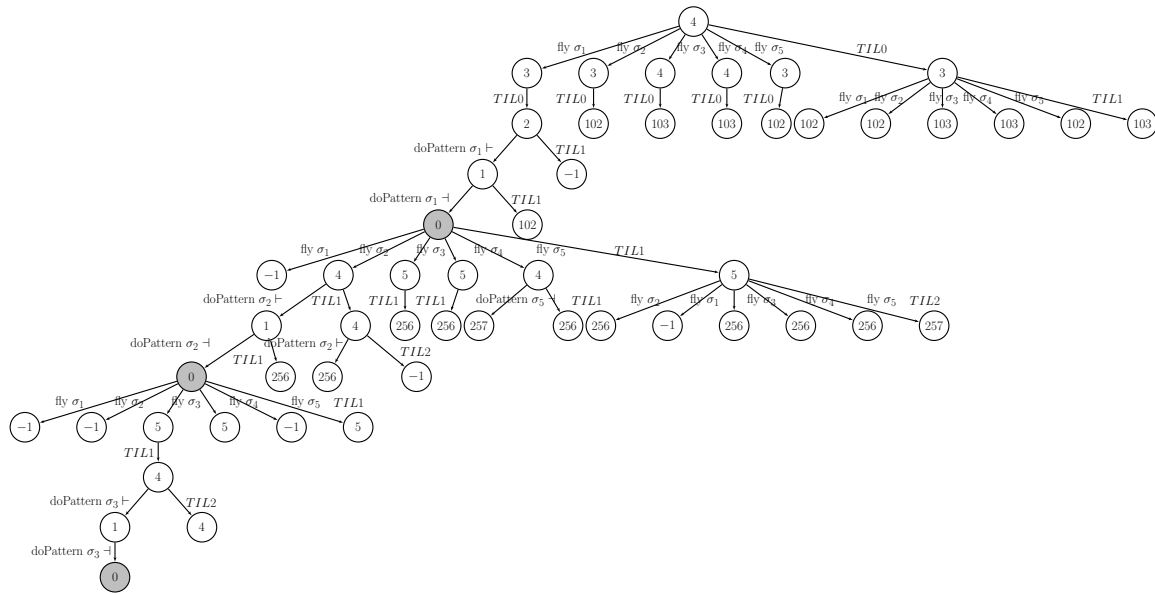 4
fly σ₁ fly σ₂ fly σ₃ fly σ₄ fly σ₅ TIL0
3 3 4 4 3 3
TIL0 TIL0 TIL0 TIL0 TIL0 fly σ₁ fly σ₂ fly σ₃ fly σ₄ fly σ₅ TIL1
2 102 103 103 102 102 102 103 103 102 103
doPattern σ₁ ⊢ TIL1
1 −1
doPattern σ₁ ⊣ TIL1
0 102
fly σ₁ fly σ₂ fly σ₃ fly σ₄ fly σ₅ TIL1
−1 4 5 5 4 5
doPattern σ₂ ⊢ TIL1 TIL1 TIL1 doPattern σ₅ ⊣ TIL1 fly σ₂ fly σ₁ fly σ₃ fly σ₄ fly σ₅ TIL2
1 4 256 256 257 256 256 −1 256 256 256 257
doPattern σ₂ ⊣ TIL1 doPattern σ₂ ⊢ TIL2
0 256 256 −1
fly σ₁ fly σ₂ fly σ₃ fly σ₄ fly σ₅ TIL1
−1 −1 5 5 −1 5
TIL1
4
doPattern σ₃ ⊢ TIL2
1 4
doPattern σ₃ ⊣
0